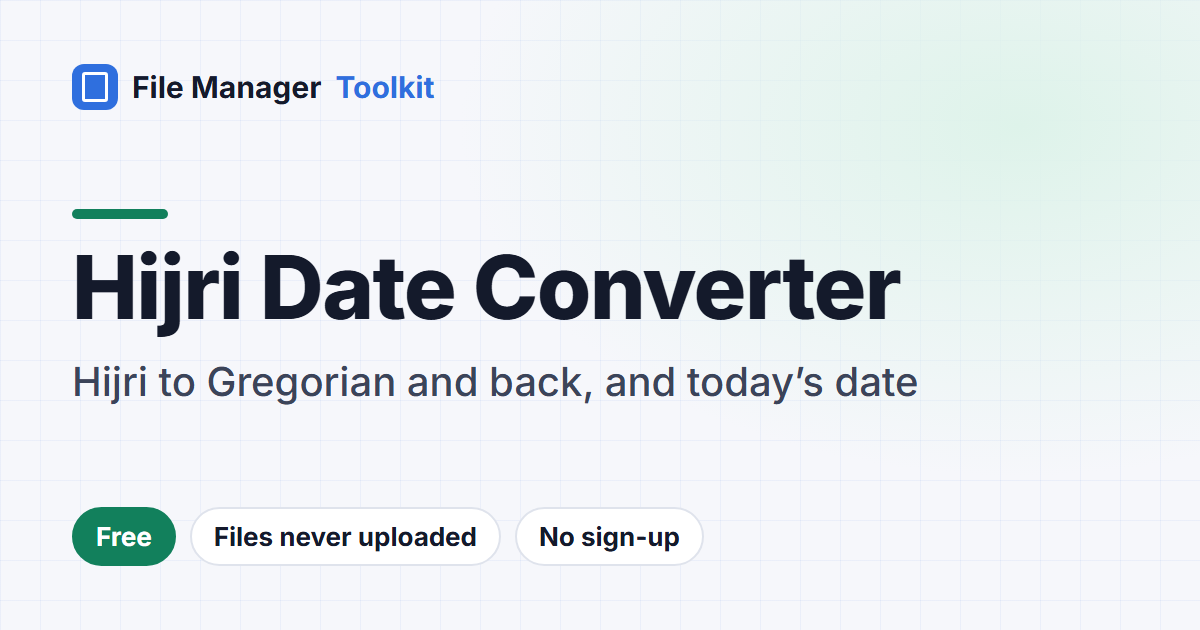 File Manager Toolkit
Hijri Date Converter
Hijri to Gregorian and back, and today’s date
Free
Files never uploaded
No sign-up